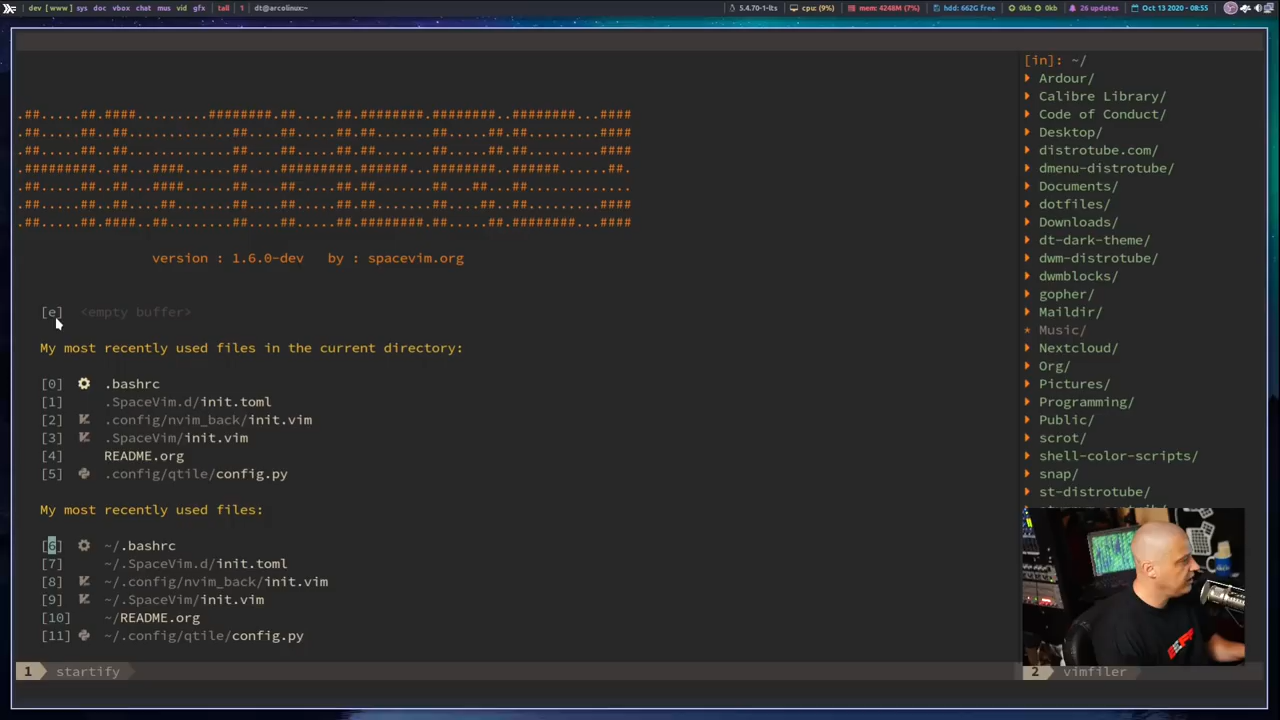 dev [ www ] sys doc vbox chat mus vid gfx | tall | 1 | dt@arcolinux:~
5.4.70-1-lts | cpu: (9%) | mem: 4248M (7%) | hdd: 662G free | 0kb 0kb | 26 updates | Oct 13 2020 - 08:55
.##.....##.####.........########.##.....##.########.########.########...####
.##.....##..##.............##....##.....##.##.......##.....##.##.........####
.##.....##..##.............##....##.....##.##.......##.....##.##.........####
.#########..##...####......##....#########.######...########.######......##.
.##.....##..##...####......##....##.....##.##.......##...##..##.............
.##.....##..##....##.......##....##.....##.##.......##....##.##.........####
.##.....##.####..##........##....##.....##.########.##.....##.########...####
version : 1.6.0-dev by : spacevim.org
[e] <empty buffer>
My most recently used files in the current directory:
[0] .bashrc
[1] .SpaceVim.d/init.toml
[2] .config/nvim_back/init.vim
[3] .SpaceVim/init.vim
[4] README.org
[5] .config/qtile/config.py
My most recently used files:
[6] ~/.bashrc
[7] ~/.SpaceVim.d/init.toml
[8] ~/.config/nvim_back/init.vim
[9] ~/.SpaceVim/init.vim
[10] ~/README.org
[11] ~/.config/qtile/config.py
1 startify
[in]: ~/
Ardour/
Calibre Library/
Code of Conduct/
Desktop/
distrotube.com/
dmenu-distrotube/
Documents/
dotfiles/
Downloads/
dt-dark-theme/
dwm-distrotube/
dwmblocks/
gopher/
Maildir/
* Music/
Nextcloud/
Org/
Pictures/
Programming/
Public/
scrot/
shell-color-scripts/
snap/
st-distrotube/
2 vimfiler